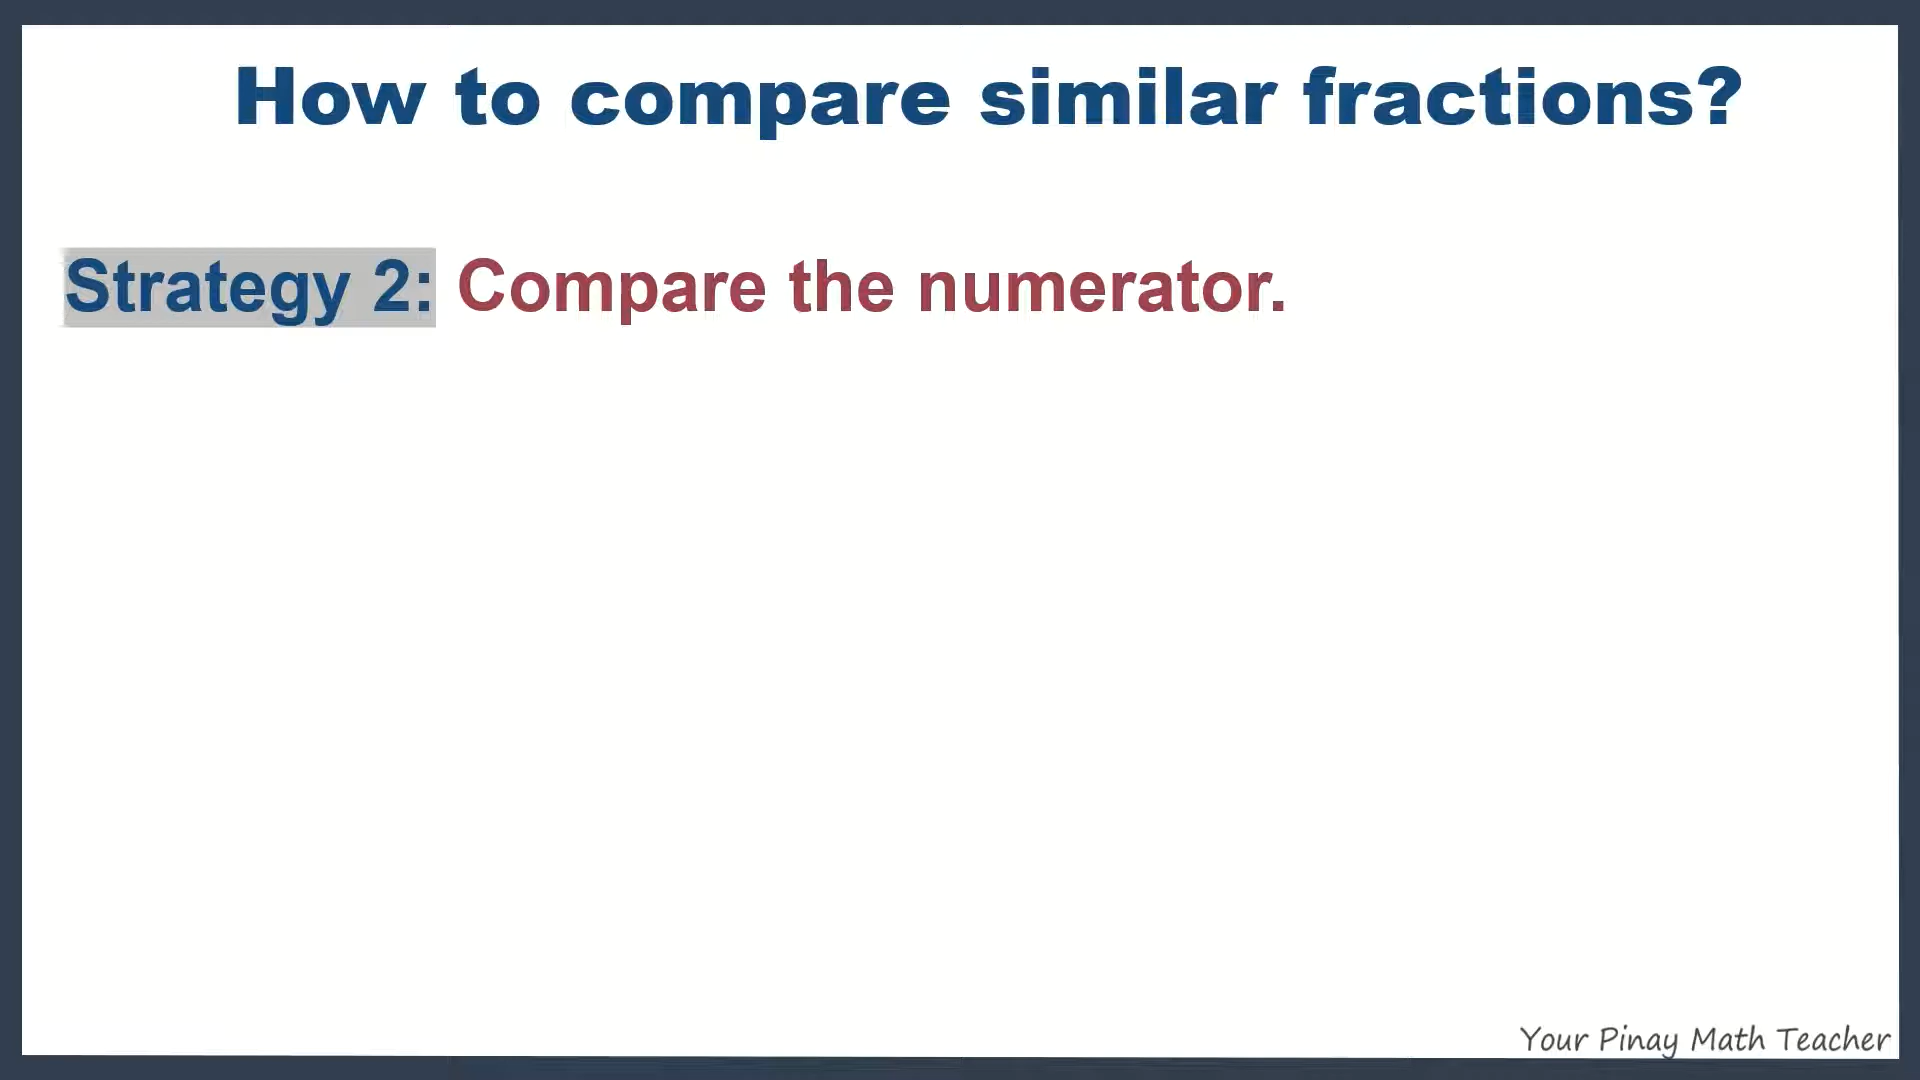 How to compare similar fractions?
Strategy 2: Compare the numerator.
Your Pinay Math Teacher